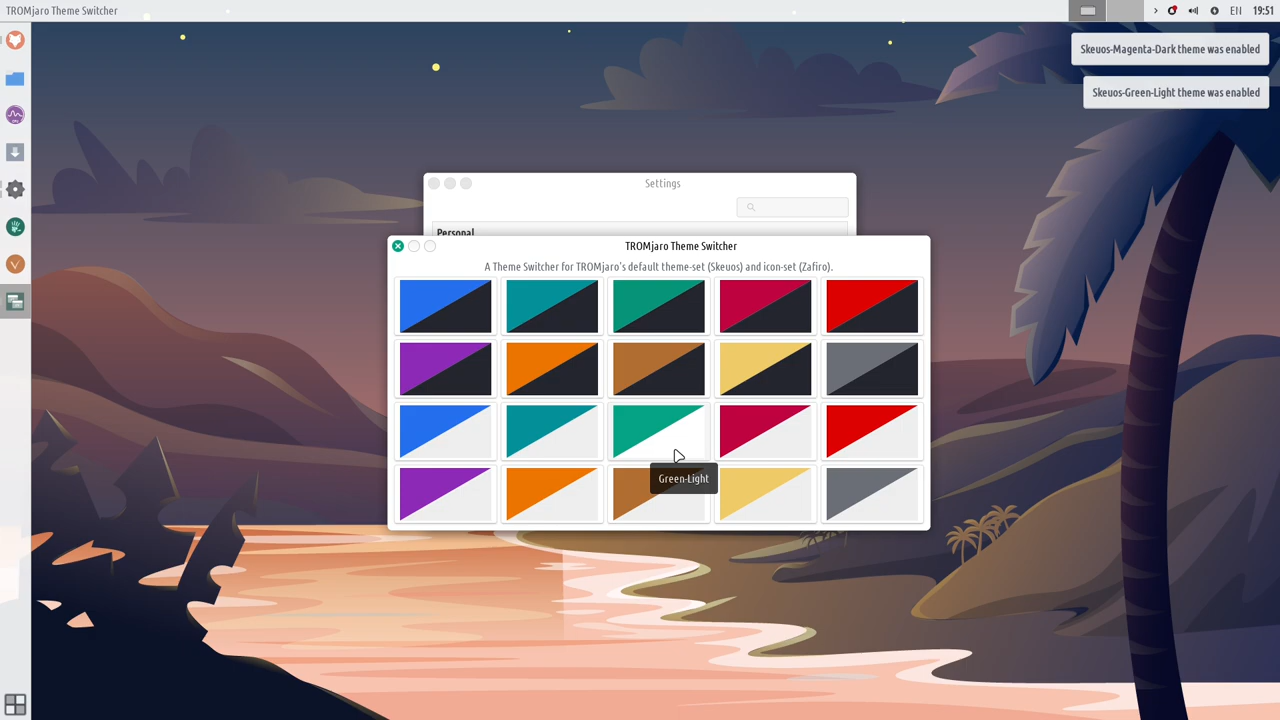 TROMjaro Theme Switcher
EN 19:51
Skeuos-Magenta-Dark theme was enabled
Skeuos-Green-Light theme was enabled
Settings
Personal
TROMjaro Theme Switcher
A Theme Switcher for TROMjaro's default theme-set (Skeuos) and icon-set (Zafiro).
Green-Light